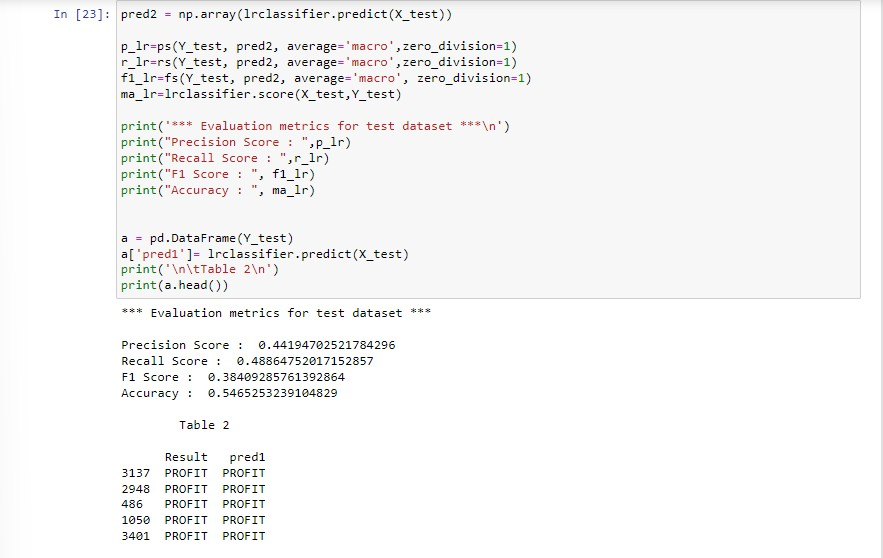 In [23]: pred2 = np.array(lrclassifier.predict(X_test))
p_lr=ps(Y_test, pred2, average='macro',zero_division=1)
r_lr=rs(Y_test, pred2, average='macro',zero_division=1)
f1_lr=fs(Y_test, pred2, average='macro', zero_division=1)
ma_lr=lrclassifier.score(X_test,Y_test)
print('*** Evaluation metrics for test dataset ***\n')
print("Precision Score : ",p_lr)
print("Recall Score : ",r_lr)
print("F1 Score : ", f1_lr)
print("Accuracy : ", ma_lr)
a = pd.DataFrame(Y_test)
a['pred1']= lrclassifier.predict(X_test)
print('\n\tTable 2\n')
print(a.head())
*** Evaluation metrics for test dataset ***
Precision Score :  0.44194702521784296
Recall Score :  0.48864752017152857
F1 Score :  0.38409285761392864
Accuracy :  0.5465253239104829
Table 2
Result   pred1
3137  PROFIT  PROFIT
2948  PROFIT  PROFIT
486   PROFIT  PROFIT
1050  PROFIT  PROFIT
3401  PROFIT  PROFIT